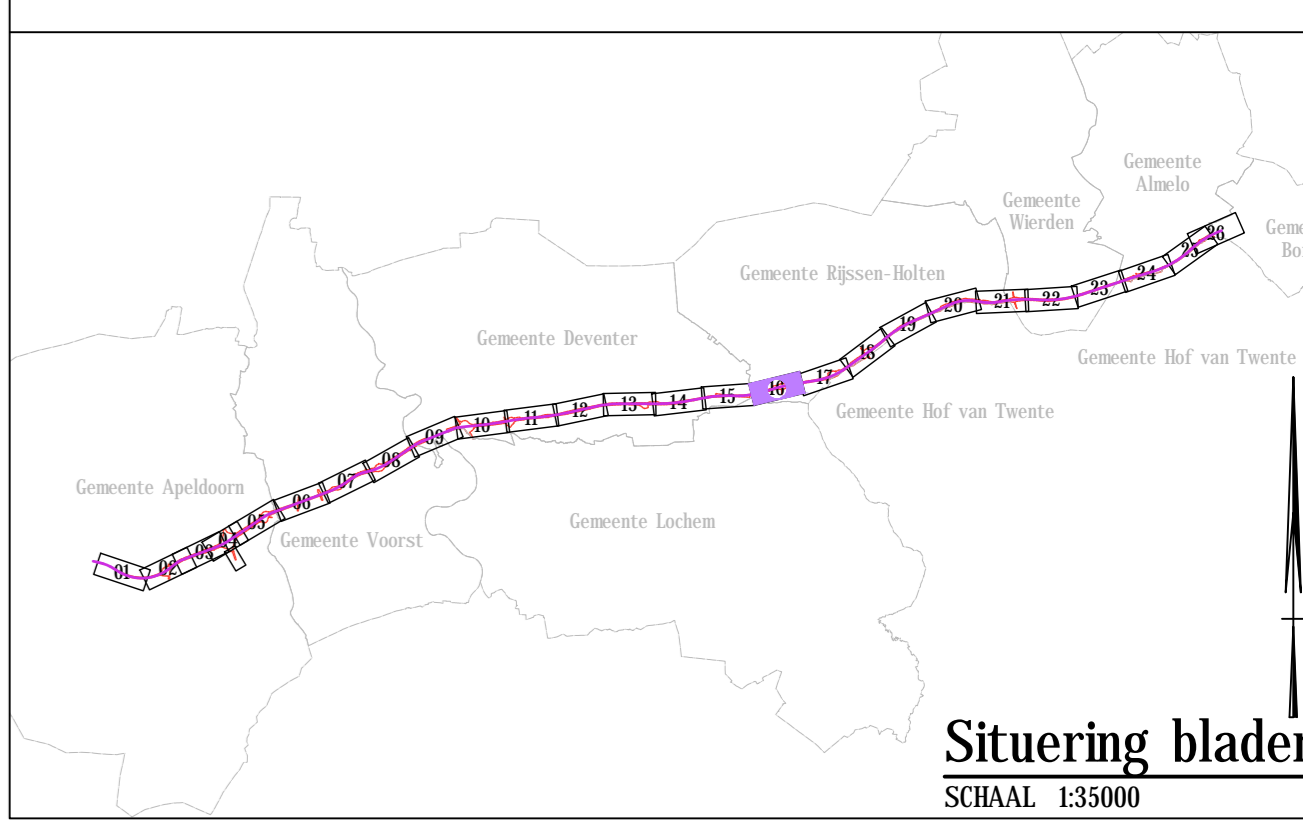 Gemeente
Almelo
Gemeente
Wierden
Gemeente Rijssen-Holten
Gemeente Deventer
Gemeente Hof van Twente
Gemeente Hof van Twente
Gemeente Apeldoorn
Gemeente Voorst
Gemeente Lochem
01
02
03
04
05
06
07
08
09
10
11
12
13
14
15
16
17
18
19
20
21
22
23
24
25
26
Situering blader
SCHAAL 1:35000